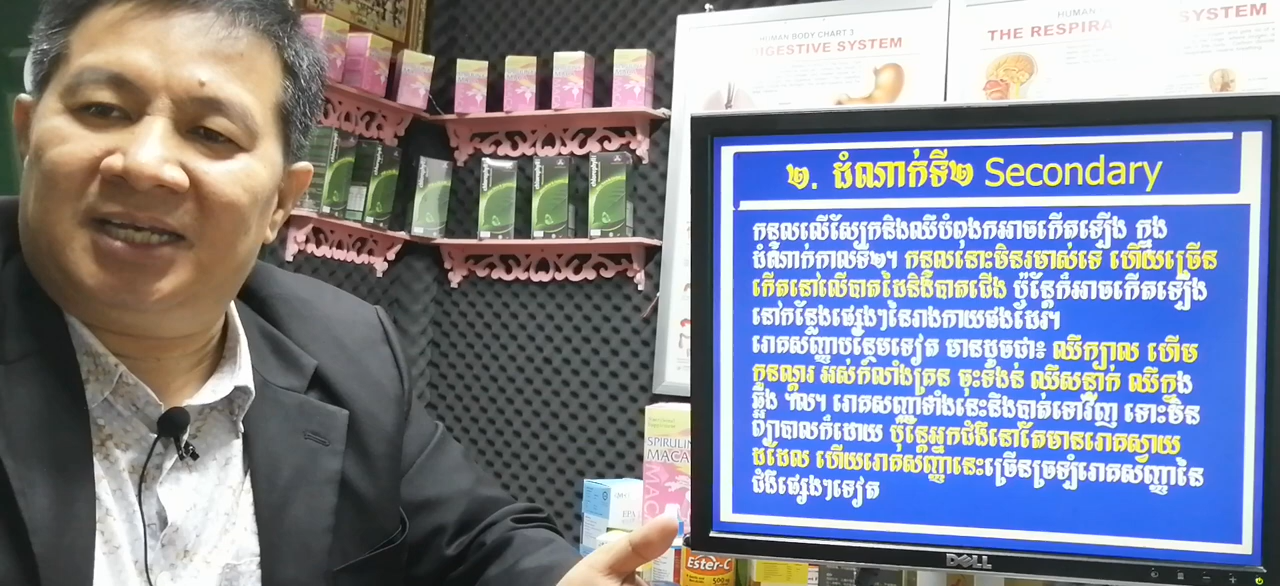 HUMAN BODY CHART 3
DIGESTIVE SYSTEM
HUMAN
THE RESPIRA SYSTEM
២. ដំណាក់ទី២ Secondary
កន្ទួលលើស្បែកនិងឈឺបំពុងកអាចកើតឡើង ក្នុង
ដំណាក់កាលទី២។ កន្ទួលនោះមិនរមាស់ទេ ហើយច្រើន
កើតនៅលើបាតដៃនិងបាតជើង ប៉ុន្តែក៏អាចកើតឡើង
នៅកន្លែងផ្សេងៗនៃរាងកាយផងដែរ។
រោគសញ្ញាបន្ថែមទៀត មានដូចជា៖ ឈឺក្បាល ហើម
កូនកណ្តុរ អស់កំលាំងគ្រុន ចុះទំងន់ ឈឺសន្លាក់ ឈឺក្នុង
ឆ្អឹង ។ល។ រោគសញ្ញាទាំងនេះនឹងបាត់ទៅវិញ ទោះមិន
ព្យាបាលក៏ដោយ ប៉ុន្តែអ្នកជំងឺនៅតែមានរោគស្វាយ
ដដែល ហើយរោគសញ្ញានេះច្រើនច្រឡំរោគសញ្ញានៃ
ជំងឺផ្សេងៗទៀត
SPIRULIN
MACA
EPA
Ester-C
500
DELL